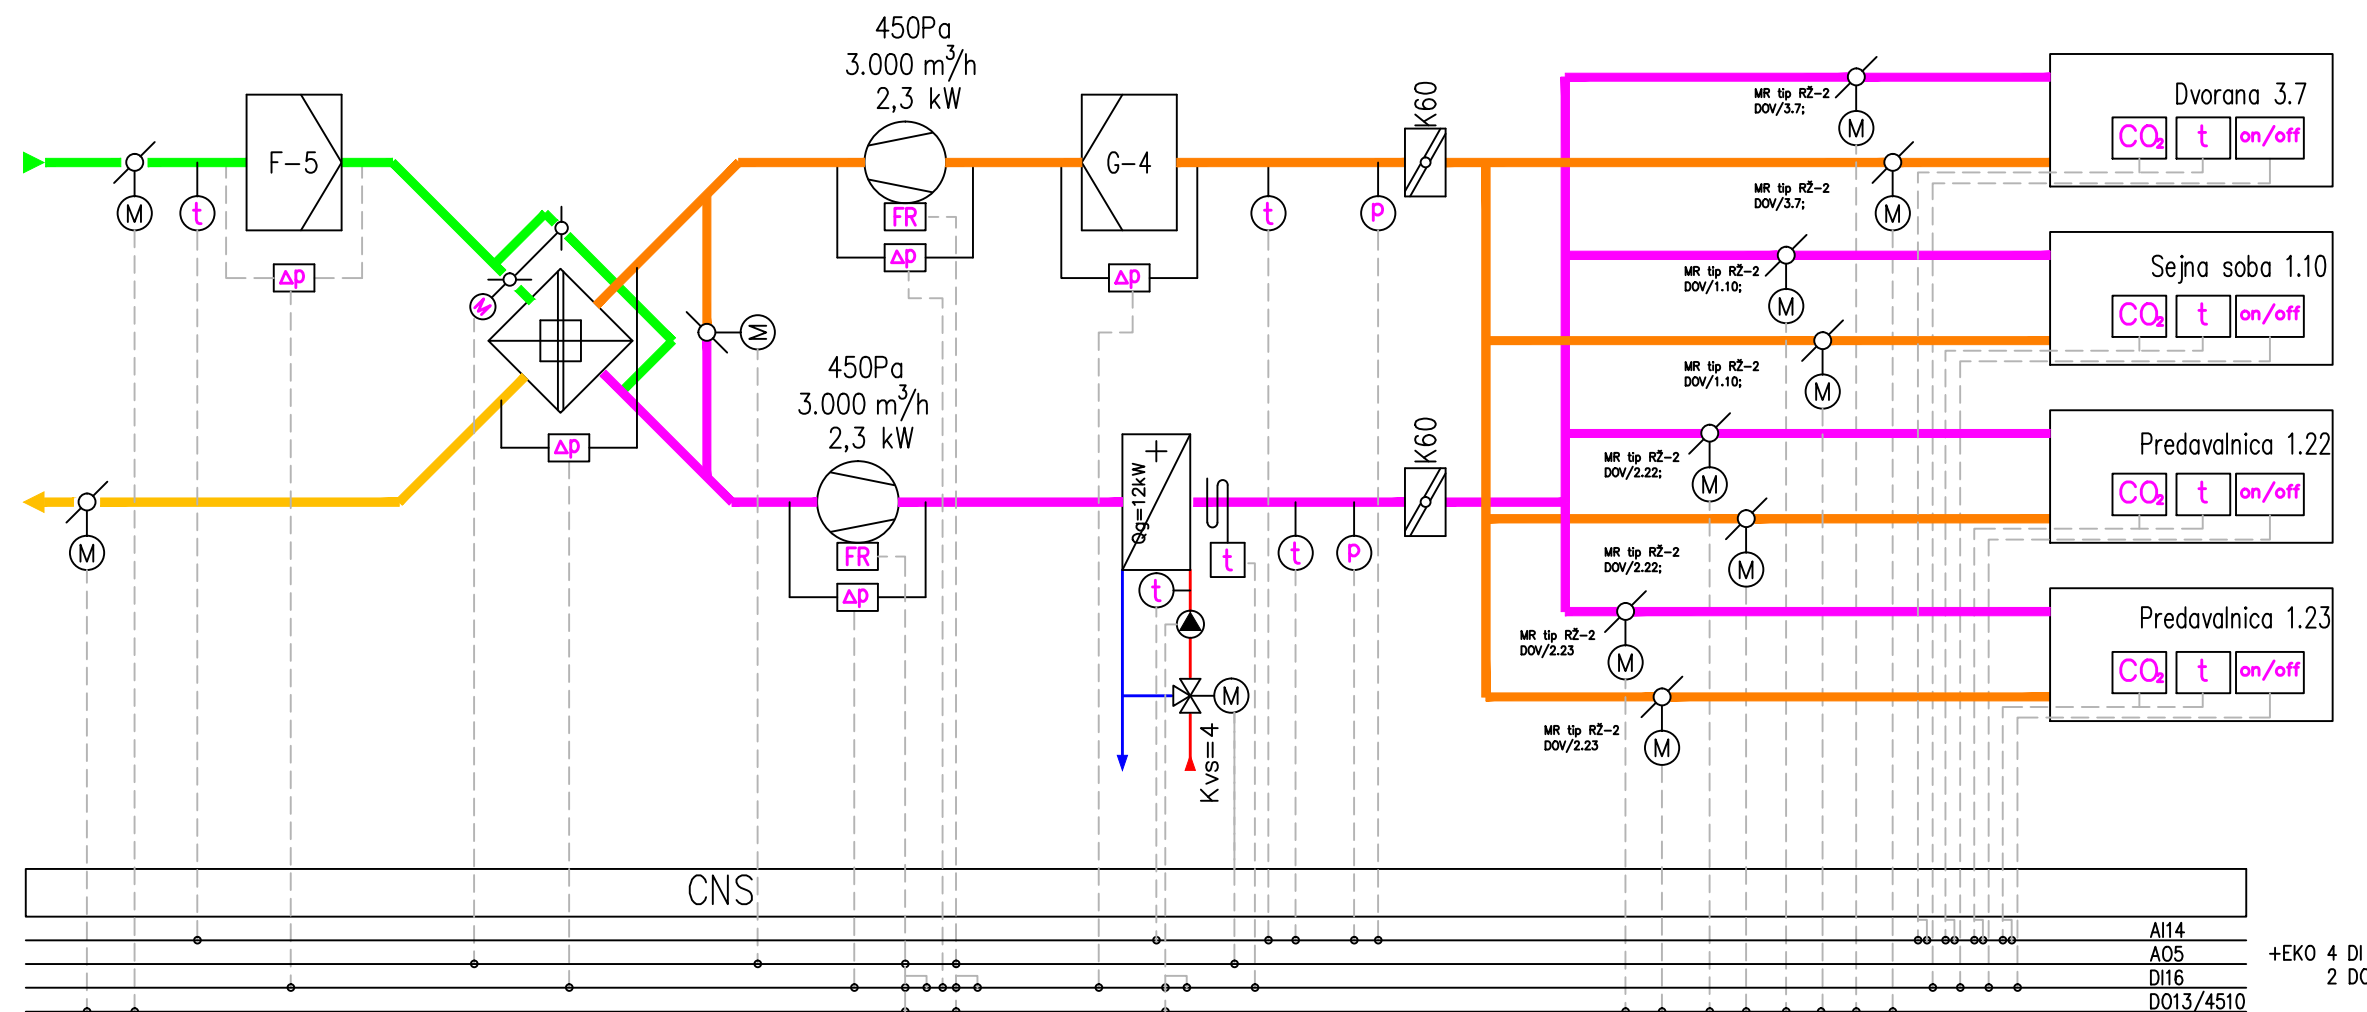 450Pa
3.000 m³/h
2,3 kW
F-5
M
t
Δp
M
FR
Δp
G-4
Δp
t
p
K60
MR tip RŽ-2
DOV/3.7;
M
MR tip RŽ-2
DOV/3.7;
M
Dvorana 3.7
CO₂ t on/off
MR tip RŽ-2
DOV/1.10;
M
MR tip RŽ-2
DOV/1.10;
M
Sejna soba 1.10
CO₂ t on/off
M
Δp
M
450Pa
3.000 m³/h
2,3 kW
FR
Δp
Qg=12kW
+
t
t
t
p
K60
M
Kvs=4
MR tip RŽ-2
DOV/2.22;
M
MR tip RŽ-2
DOV/2.22;
M
Predavalnica 1.22
CO₂ t on/off
MR tip RŽ-2
DOV/2.23
M
MR tip RŽ-2
DOV/2.23
M
Predavalnica 1.23
CO₂ t on/off
CNS
AI14
AO5
DI16
DO13/4510
+EKO 4 DI
2 DO